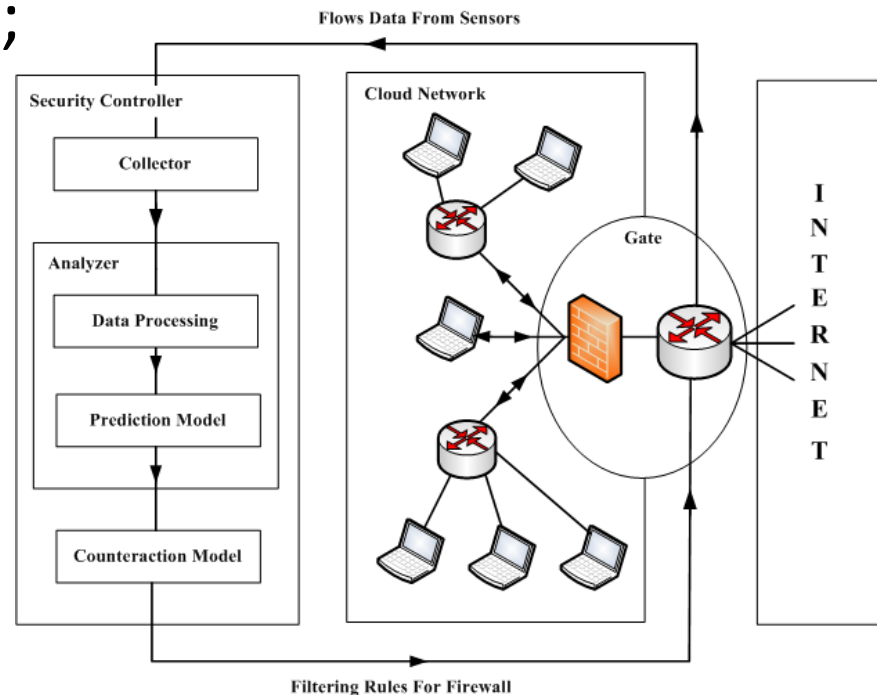 ;
Flows Data From Sensors
Security Controller
Collector
Analyzer
Data Processing
Prediction Model
Counteraction Model
Cloud Network
Gate
INTERNET
Filtering Rules For Firewall